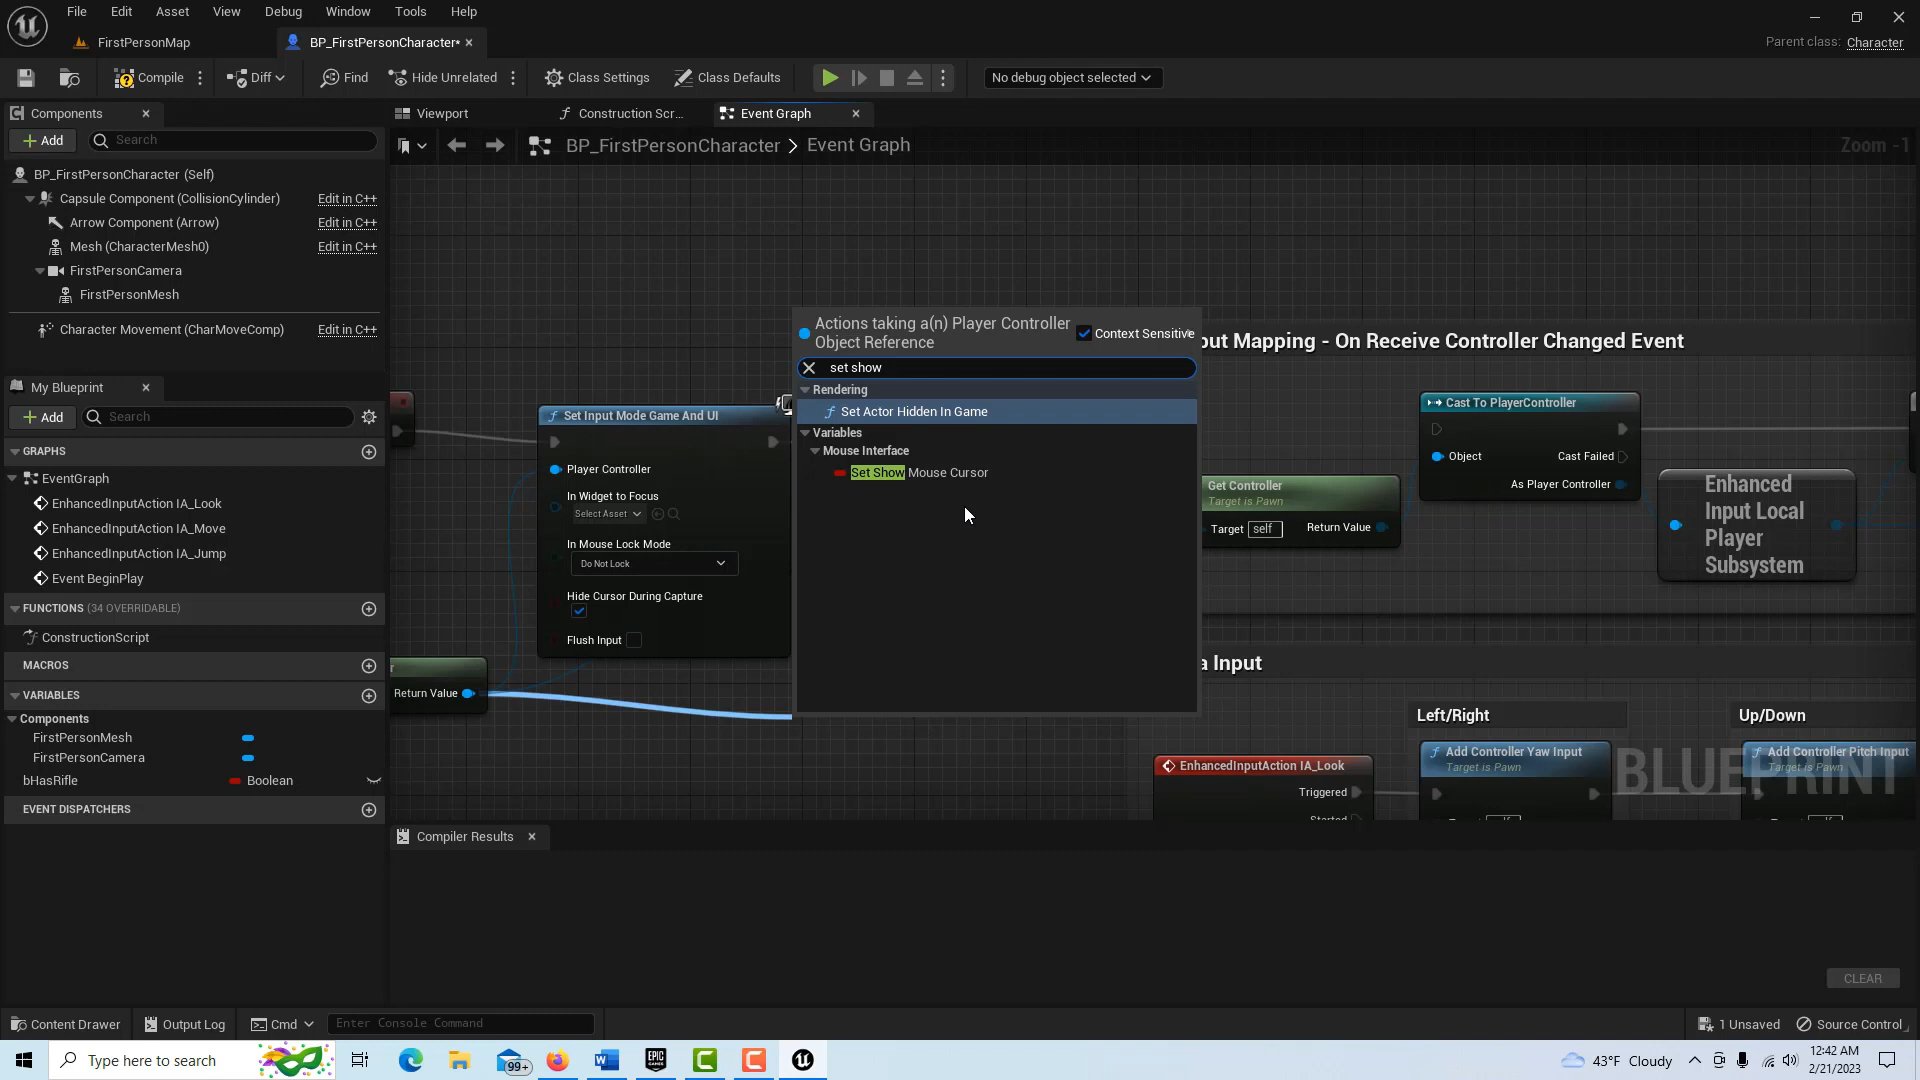 File Edit Asset View Debug Window Tools Help
FirstPersonMap
BP_FirstPersonCharacter*
Parent class: Character
Compile
Diff
Find
Hide Unrelated
Class Settings
Class Defaults
No debug object selected
Components
Viewport
Construction Scr...
Event Graph
Add
Search
BP_FirstPersonCharacter > Event Graph
Zoom -1
BP_FirstPersonCharacter (Self)
Capsule Component (CollisionCylinder) Edit in C++
Arrow Component (Arrow) Edit in C++
Mesh (CharacterMesh0) Edit in C++
FirstPersonCamera
FirstPersonMesh
Character Movement (CharMoveComp) Edit in C++
My Blueprint
Add
Search
GRAPHS
EventGraph
EnhancedInputAction IA_Look
EnhancedInputAction IA_Move
EnhancedInputAction IA_Jump
Event BeginPlay
FUNCTIONS (34 OVERRIDABLE)
ConstructionScript
MACROS
VARIABLES
Components
FirstPersonMesh
FirstPersonCamera
bHasRifle Boolean
EVENT DISPATCHERS
Set Input Mode Game And UI
Player Controller
In Widget to Focus
Select Asset
In Mouse Lock Mode
Do Not Lock
Hide Cursor During Capture
Flush Input
Return Value
Actions taking a(n) Player Controller
Object Reference
Context Sensitive
set show
Rendering
Set Actor Hidden In Game
Variables
Mouse Interface
Set Show Mouse Cursor
put Mapping - On Receive Controller Changed Event
Get Controller
Target is Pawn
Target self Return Value
Cast To PlayerController
Object Cast Failed
As Player Controller
Enhanced
Input Local
Player
Subsystem
a Input
Left/Right
Up/Down
EnhancedInputAction IA_Look
Triggered
Started
Add Controller Yaw Input
Target is Pawn
Add Controller Pitch Input
Target is Pawn
BLUEPRINT
Compiler Results
CLEAR
Content Drawer
Output Log
Cmd
Enter Console Command
1 Unsaved
Source Control
Type here to search
99+
EPIC
GAMES
43°F Cloudy
12:42 AM
2/21/2023